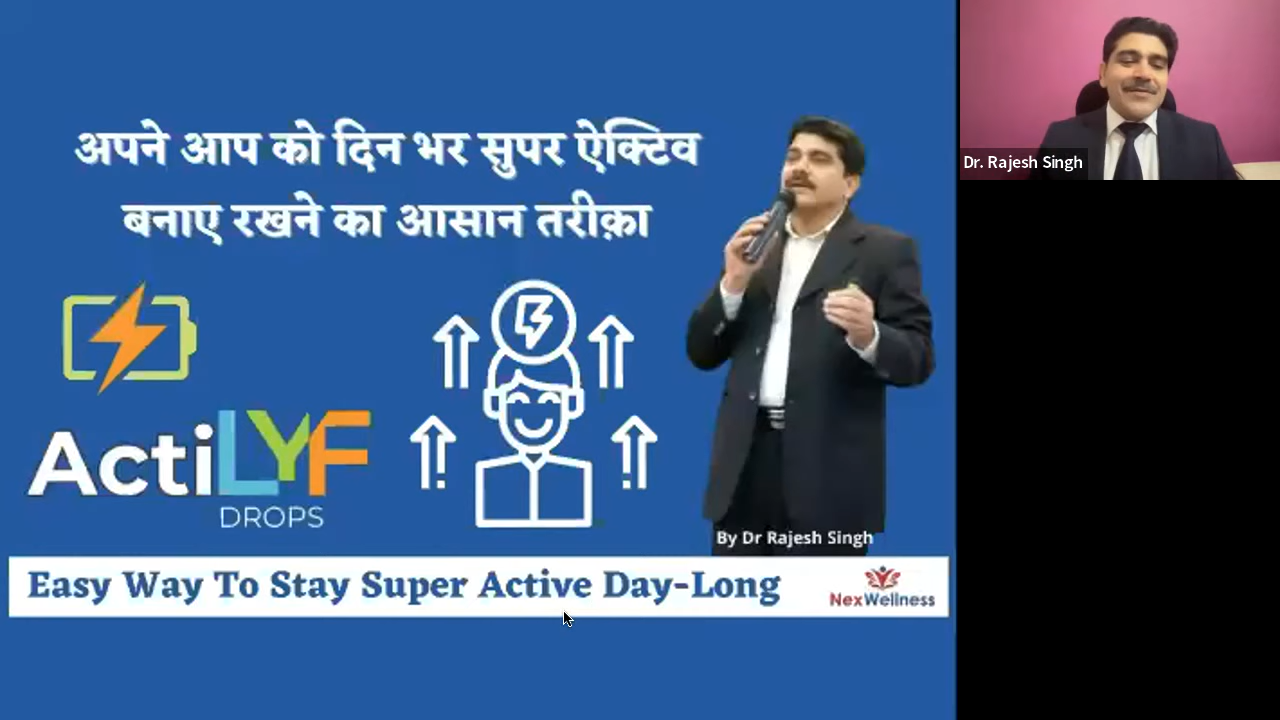 अपने आप को दिन भर सुपर ऐक्टिव
बनाए रखने का आसान तरीक़ा
ActiLYF
DROPS
By Dr Rajesh Singh
Easy Way To Stay Super Active Day-Long
NexWellness
Dr. Rajesh Singh